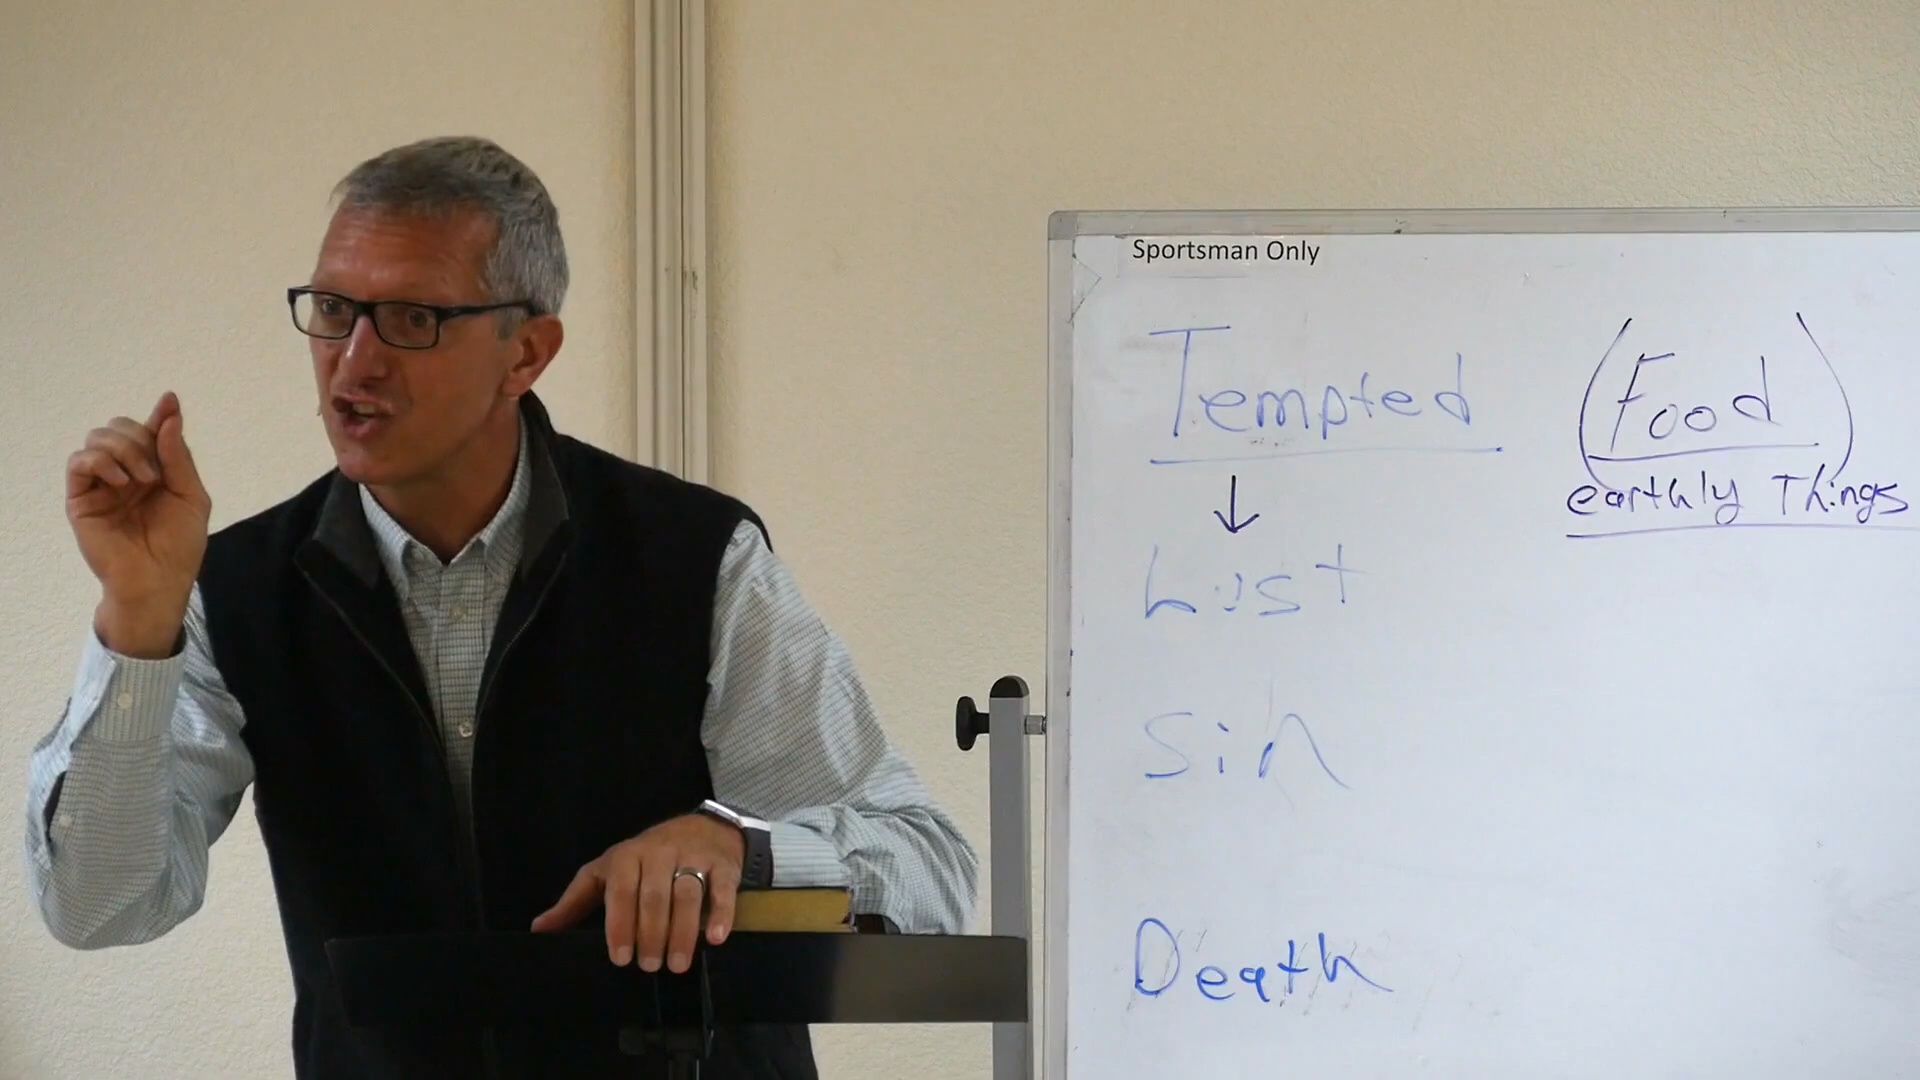 Sportsman Only
Tempted (Food)
earthly Things
↓
Lust
Sin
Death